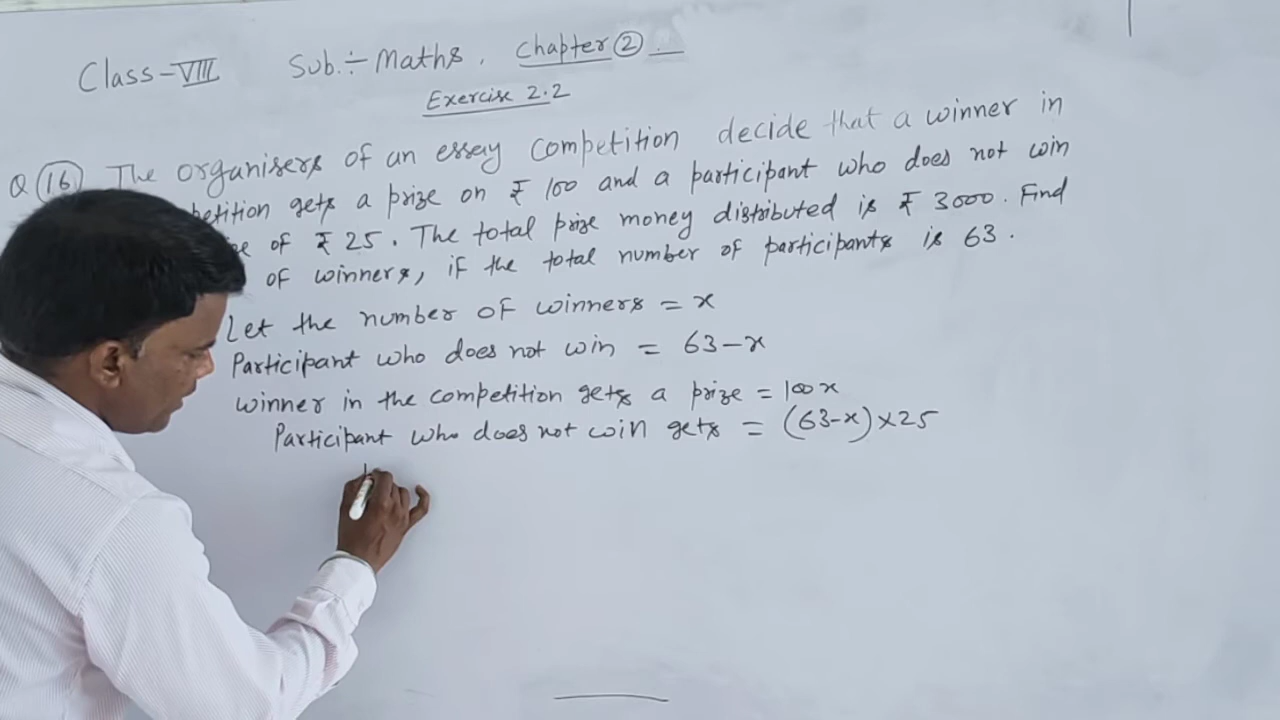 Class-VIII Sub.÷ Maths, Chapter ②
Exercise 2.2
Q ⑯ The organisers of an essay competition decide that a winner in
petition gets a prize on ₹ 100 and a participant who does not win
of ₹ 25. The total prize money distributed is ₹ 3000. Find
of winners, if the total number of participants is 63.
Let the number of winners = x
Participant who does not win = 63-x
winner in the competition gets a prize = 100x
Participant who does not win gets = (63-x)×25